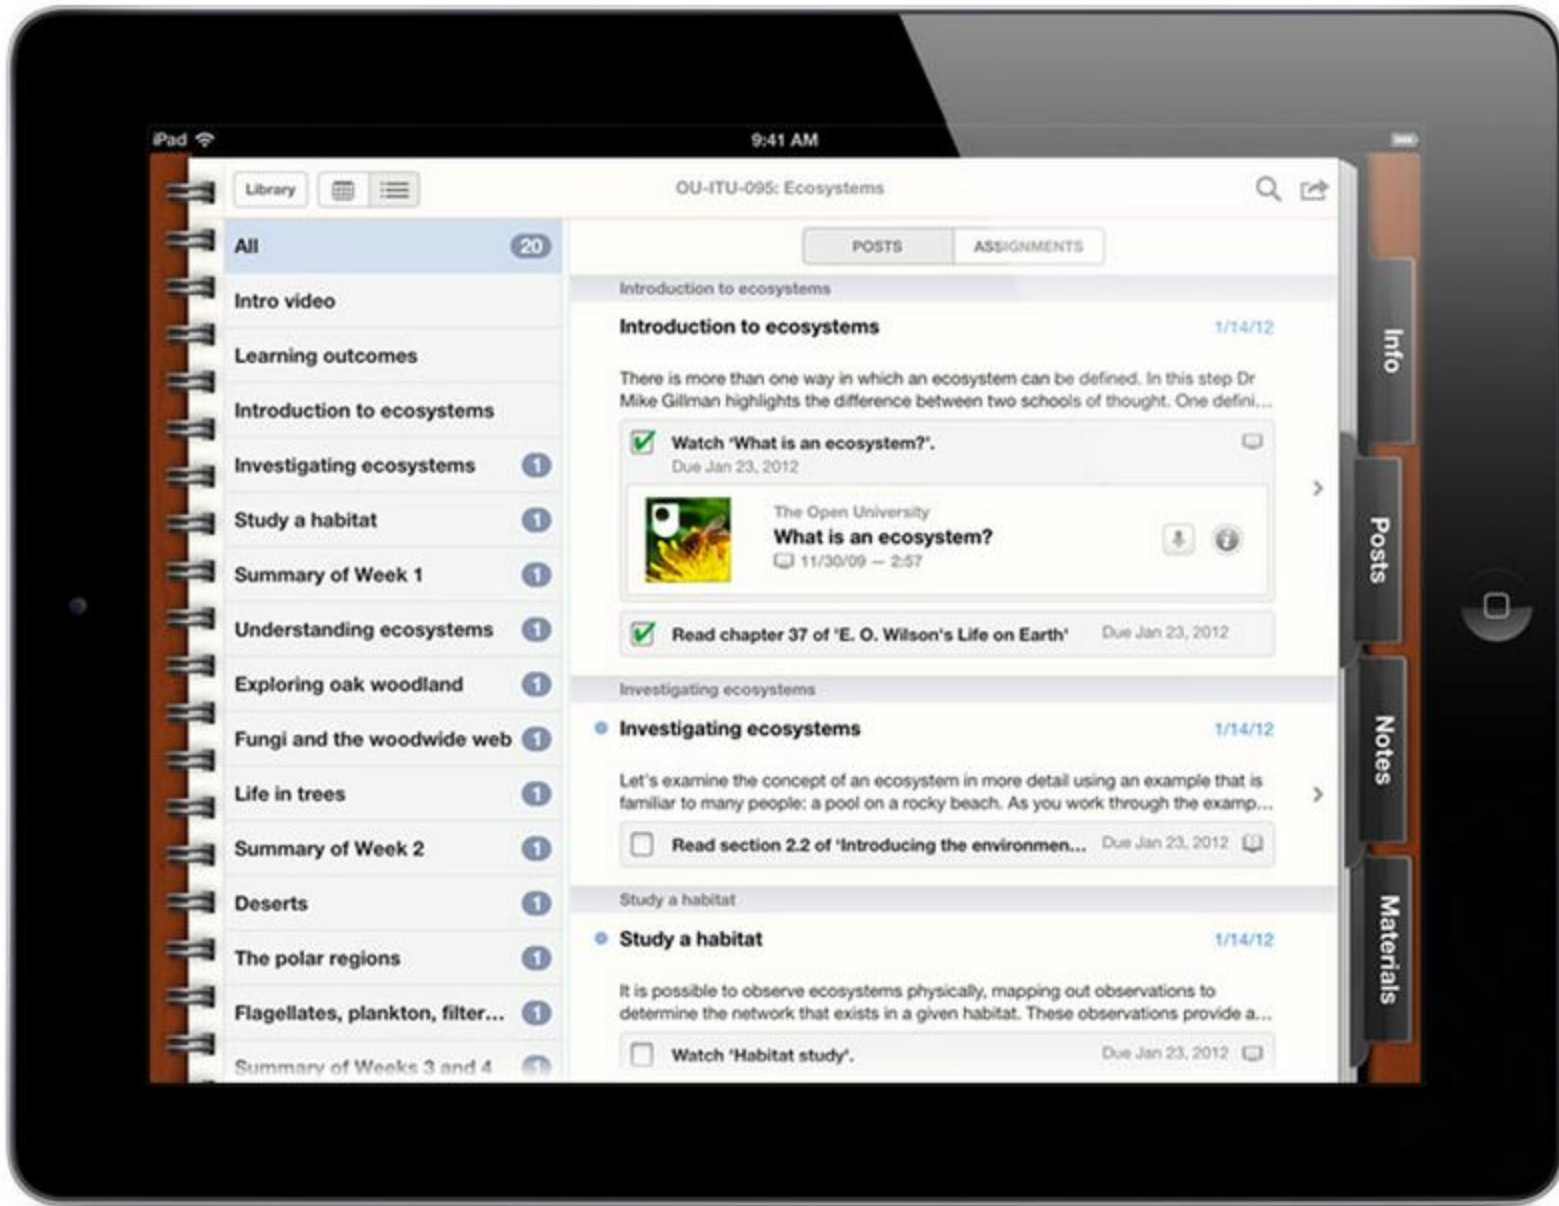 iPad
9:41 AM
Library
OU-ITU-095: Ecosystems
All
20
Intro video
Learning outcomes
Introduction to ecosystems
Investigating ecosystems
1
Study a habitat
1
Summary of Week 1
1
Understanding ecosystems
1
Exploring oak woodland
1
Fungi and the woodwide web
1
Life in trees
1
Summary of Week 2
1
Deserts
1
The polar regions
1
Flagellates, plankton, filter...
1
Summary of Weeks 3 and 4
1
POSTS
ASSIGNMENTS
Introduction to ecosystems
Introduction to ecosystems
1/14/12
There is more than one way in which an ecosystem can be defined. In this step Dr
Mike Gillman highlights the difference between two schools of thought. One defini...
Watch 'What is an ecosystem?'.
Due Jan 23, 2012
The Open University
What is an ecosystem?
11/30/09 — 2:57
Read chapter 37 of 'E. O. Wilson's Life on Earth'
Due Jan 23, 2012
Investigating ecosystems
Investigating ecosystems
1/14/12
Let's examine the concept of an ecosystem in more detail using an example that is
familiar to many people: a pool on a rocky beach. As you work through the examp...
Read section 2.2 of 'Introducing the environmen...
Due Jan 23, 2012
Study a habitat
Study a habitat
1/14/12
It is possible to observe ecosystems physically, mapping out observations to
determine the network that exists in a given habitat. These observations provide a...
Watch 'Habitat study'.
Due Jan 23, 2012
Info
Posts
Notes
Materials